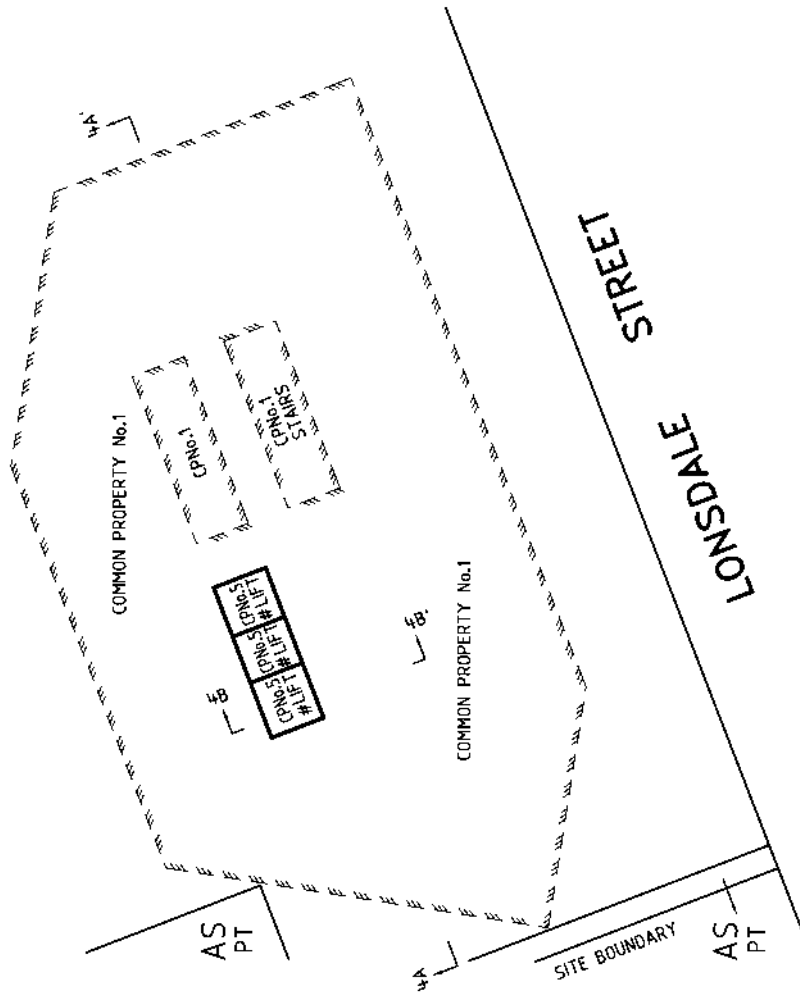 4A'
COMMON PROPERTY No.1
CPNo.1
CPNo.1
STAIRS
STREET
LONSDALE
CPNo.5
#LIFT
CPNo.5
#LIFT
CPNo.5
#LIFT
4B
4B'
COMMON PROPERTY No.1
AS
PT
4A
SITE BOUNDARY
AS
PT